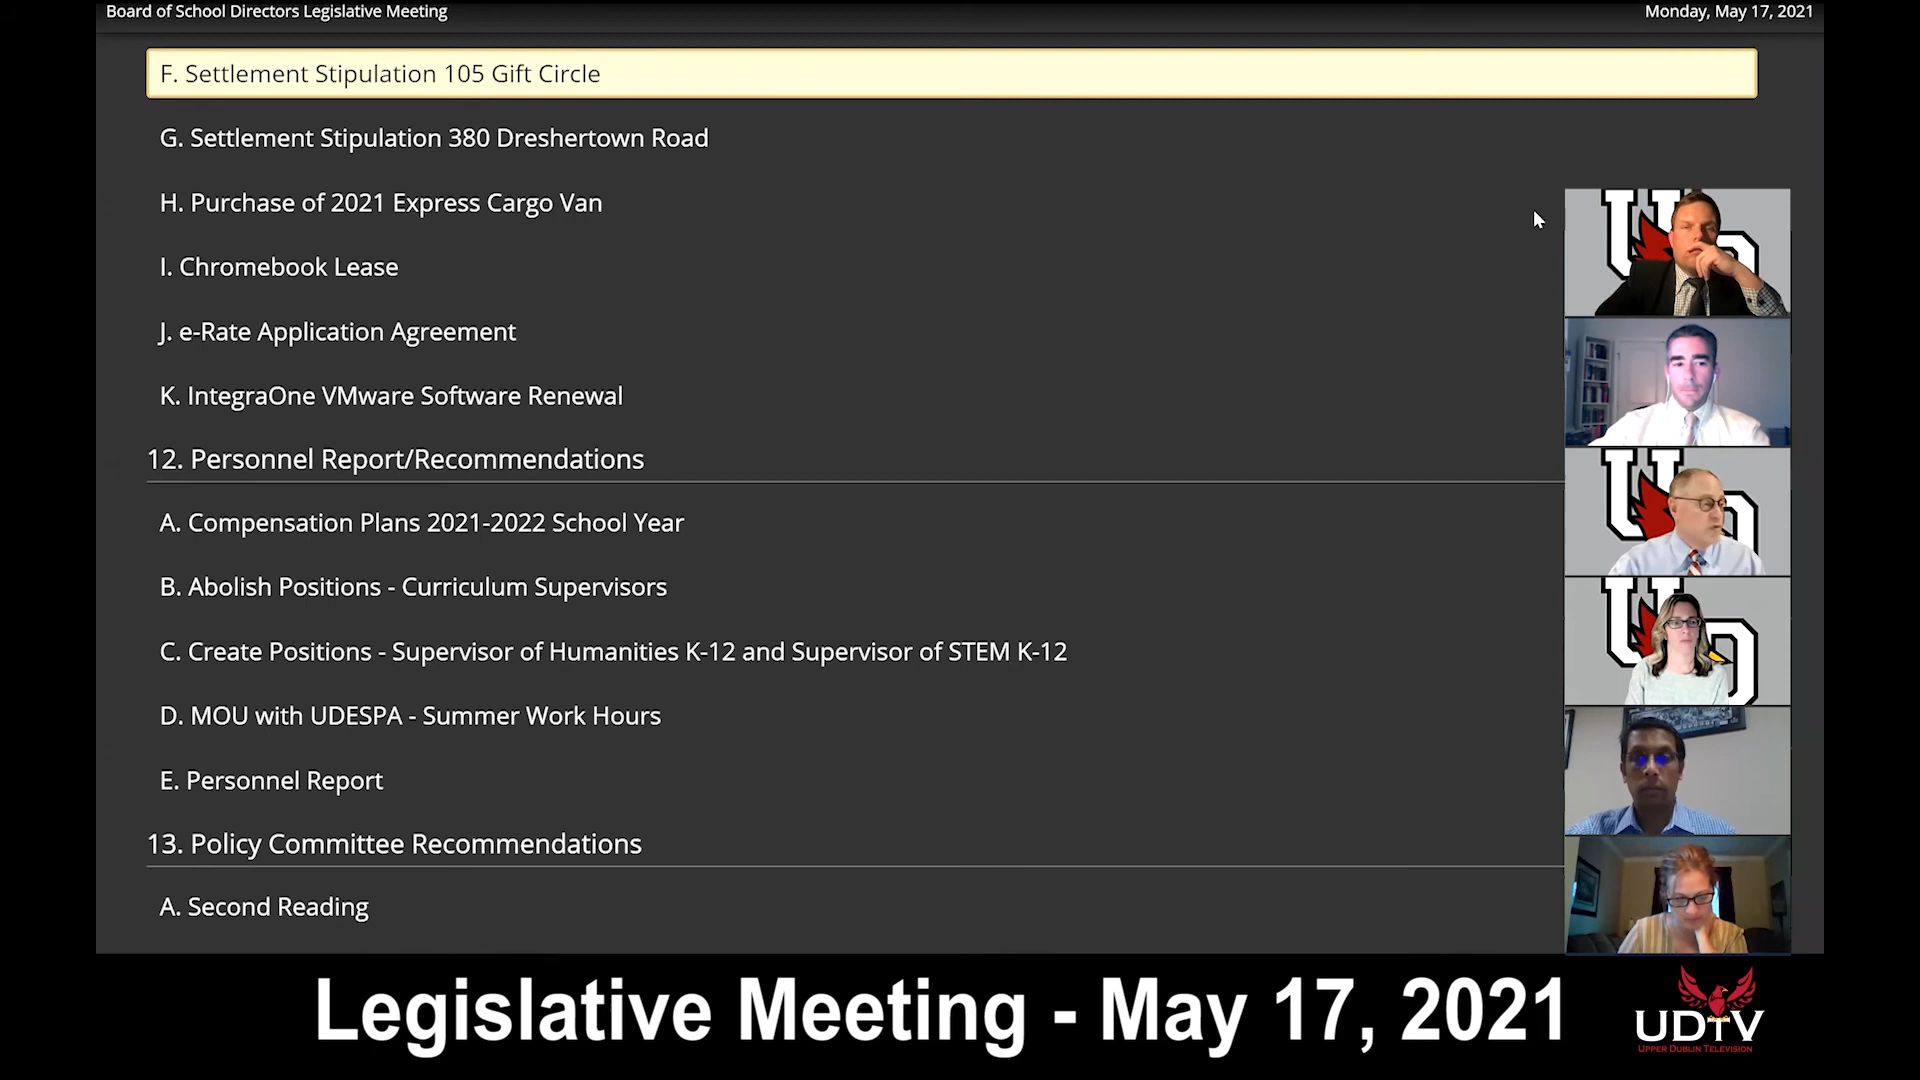 Board of School Directors Legislative Meeting
Monday, May 17, 2021
F. Settlement Stipulation 105 Gift Circle
G. Settlement Stipulation 380 Dreshertown Road
H. Purchase of 2021 Express Cargo Van
I. Chromebook Lease
J. e-Rate Application Agreement
K. IntegraOne VMware Software Renewal
12. Personnel Report/Recommendations
A. Compensation Plans 2021-2022 School Year
B. Abolish Positions - Curriculum Supervisors
C. Create Positions - Supervisor of Humanities K-12 and Supervisor of STEM K-12
D. MOU with UDESPA - Summer Work Hours
E. Personnel Report
13. Policy Committee Recommendations
A. Second Reading
UD
UD
UD
Legislative Meeting - May 17, 2021
UDTV
UPPER DUBLIN TELEVISION